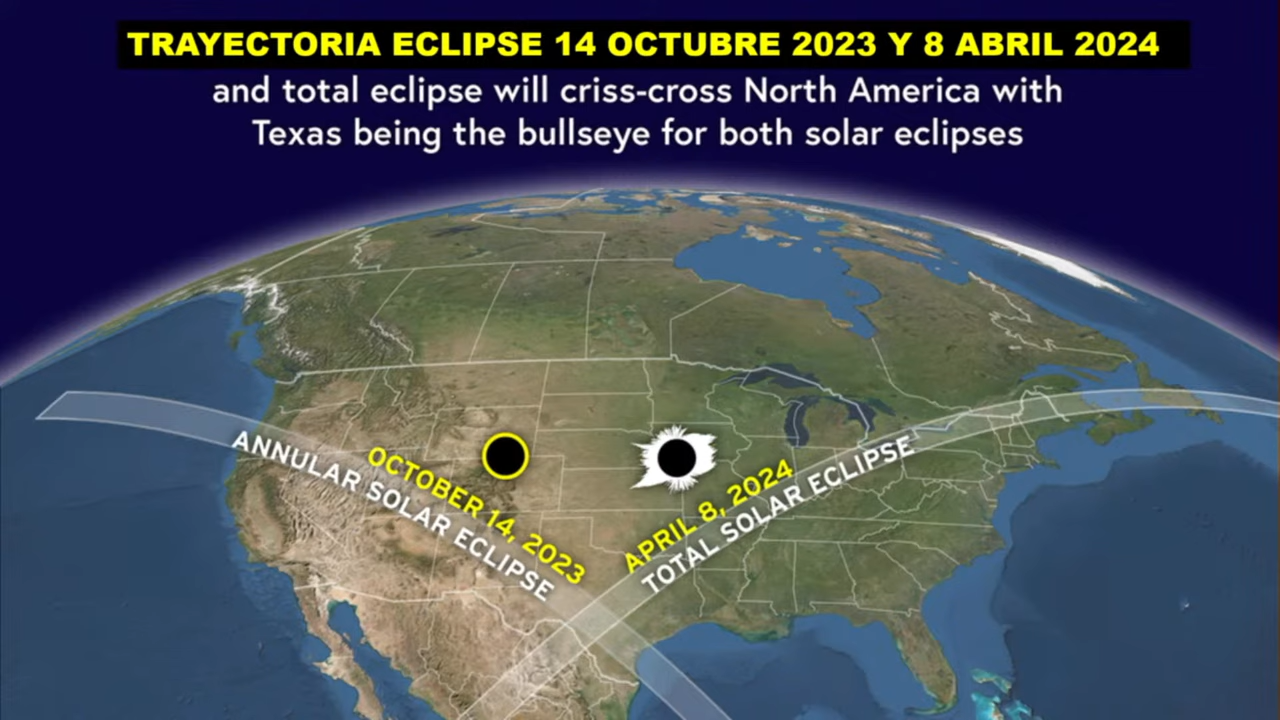 TRAYECTORIA ECLIPSE 14 OCTUBRE 2023 Y 8 ABRIL 2024
and total eclipse will criss-cross North America with
Texas being the bullseye for both solar eclipses
OCTOBER 14, 2023
ANNULAR SOLAR ECLIPSE
APRIL 8, 2024
TOTAL SOLAR ECLIPSE